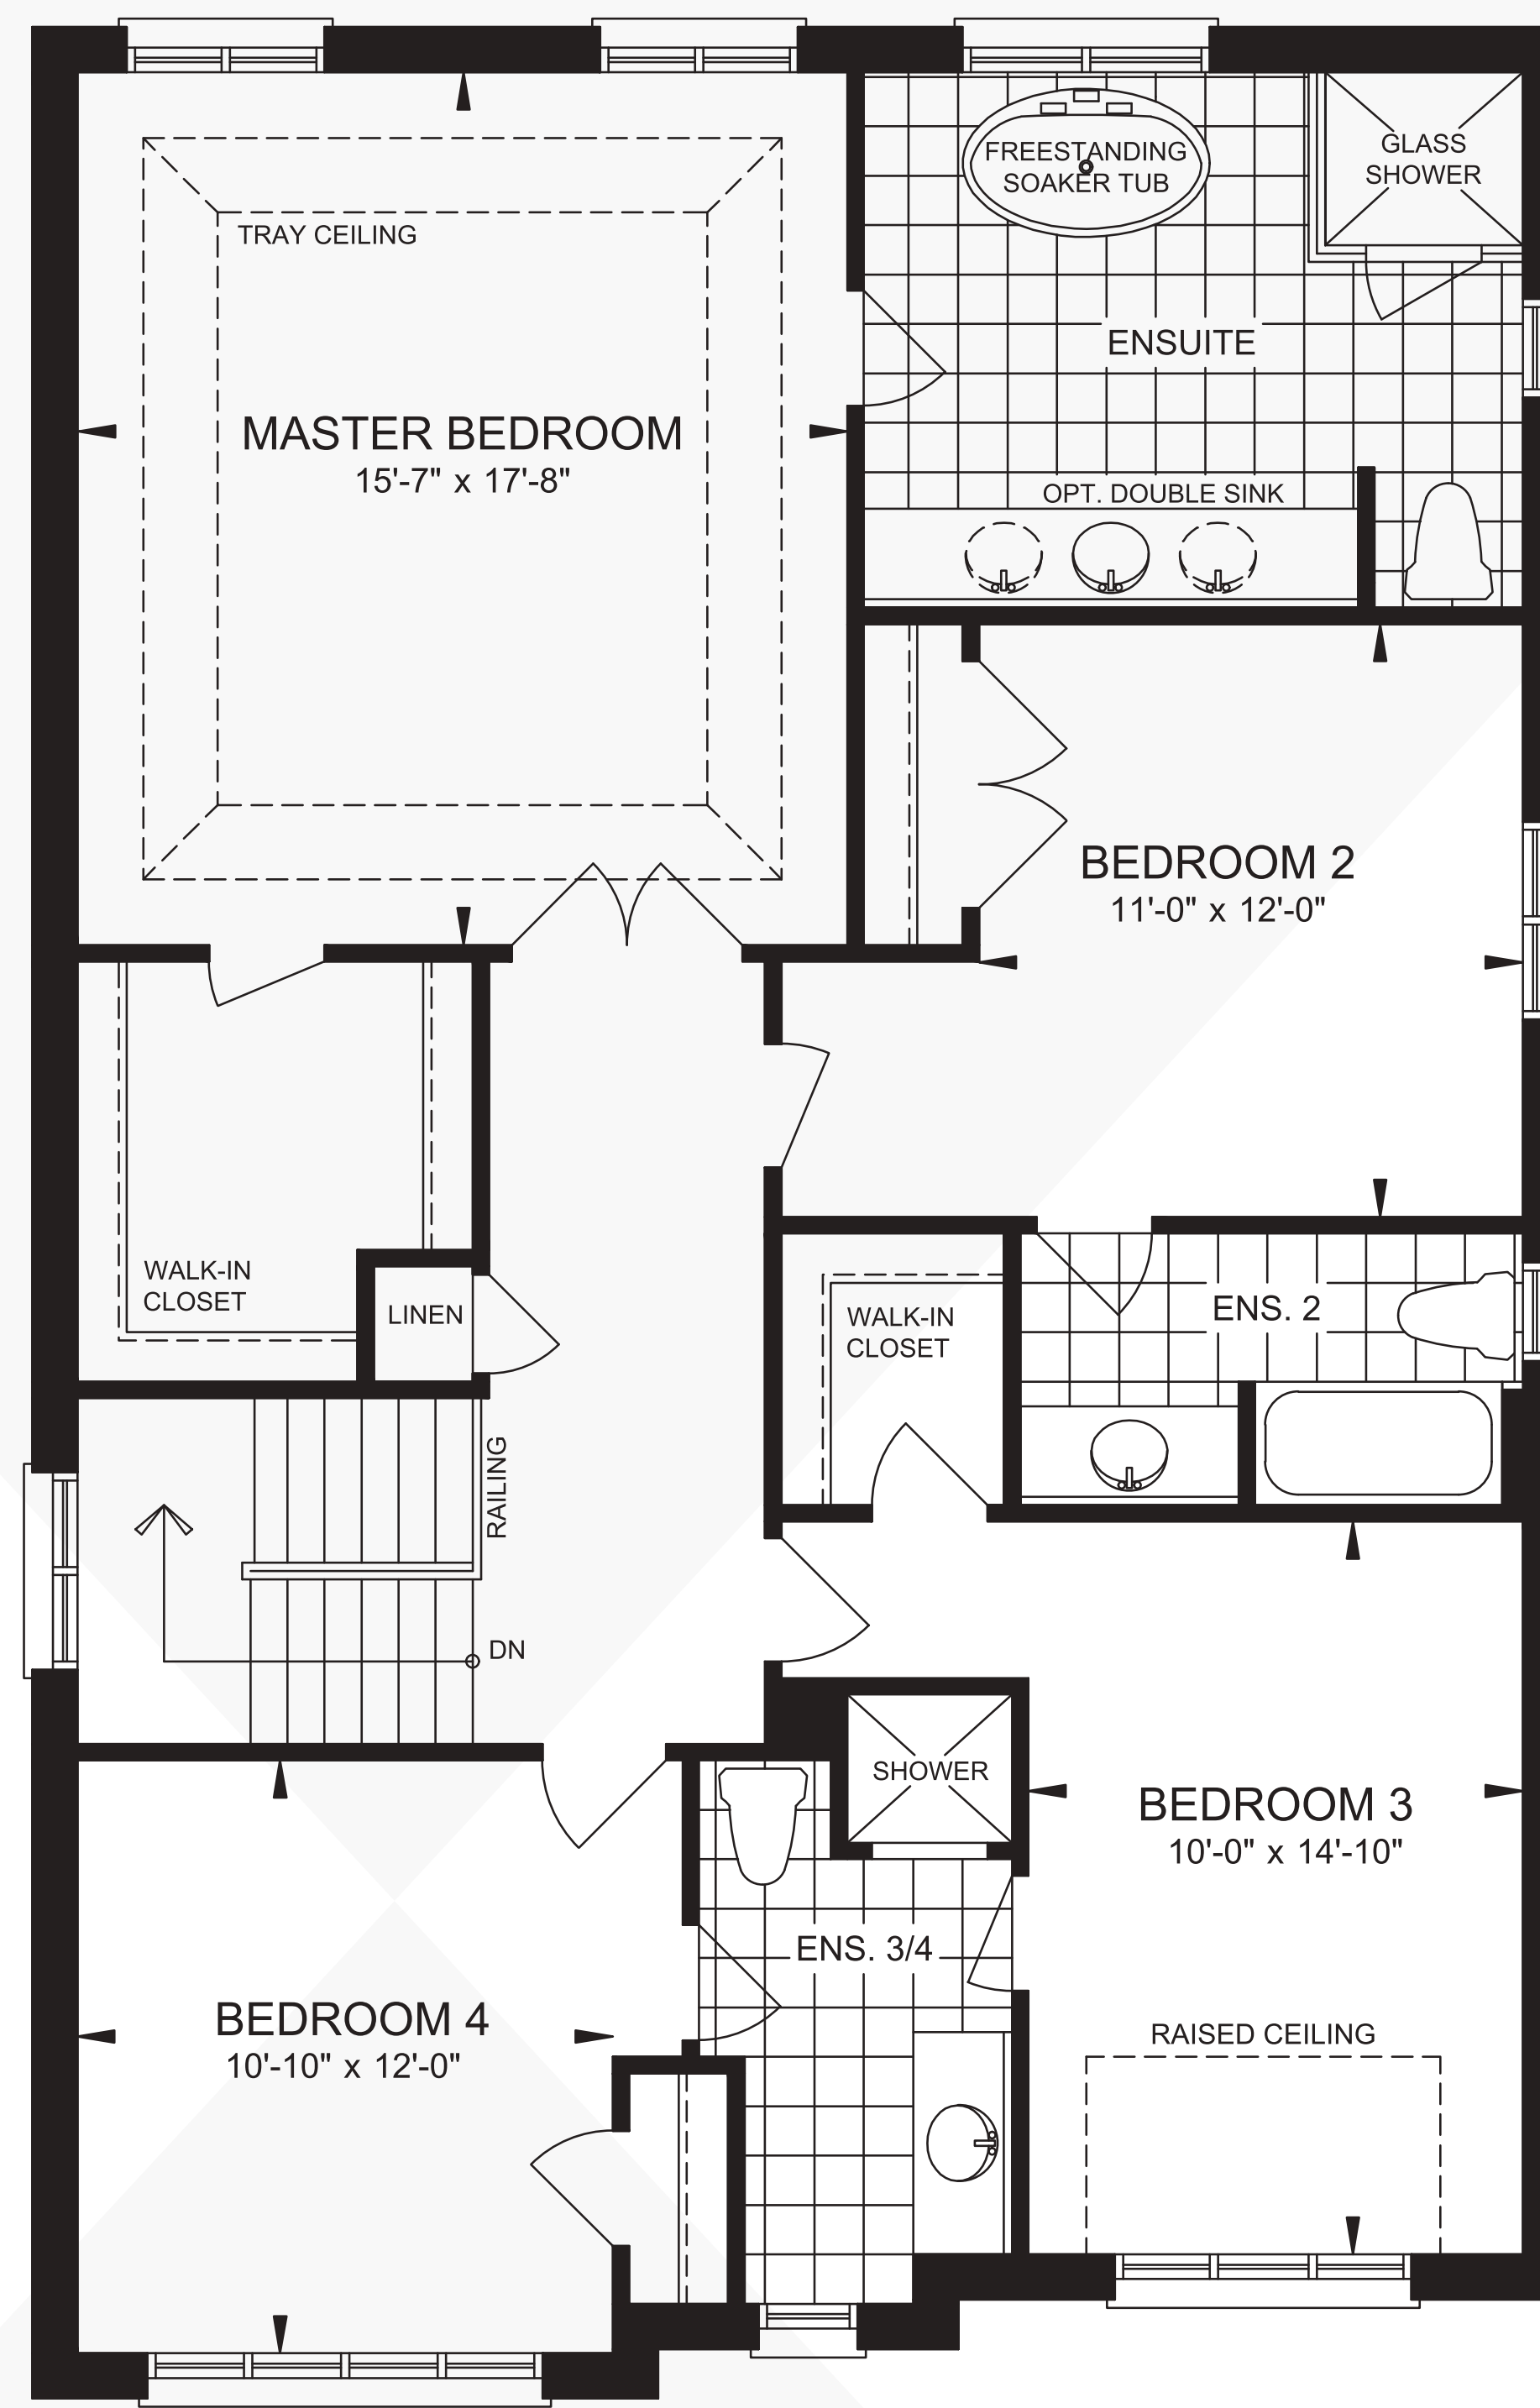 FREESTANDING
SOAKER TUB
GLASS
SHOWER
TRAY CEILING
ENSUITE
MASTER BEDROOM
15'-7" x 17'-8"
OPT. DOUBLE SINK
BEDROOM 2
11'-0" x 12'-0"
WALK-IN
CLOSET
LINEN
WALK-IN
CLOSET
ENS. 2
RAILING
DN
SHOWER
BEDROOM 3
10'-0" x 14'-10"
ENS. 3/4
BEDROOM 4
10'-10" x 12'-0"
RAISED CEILING